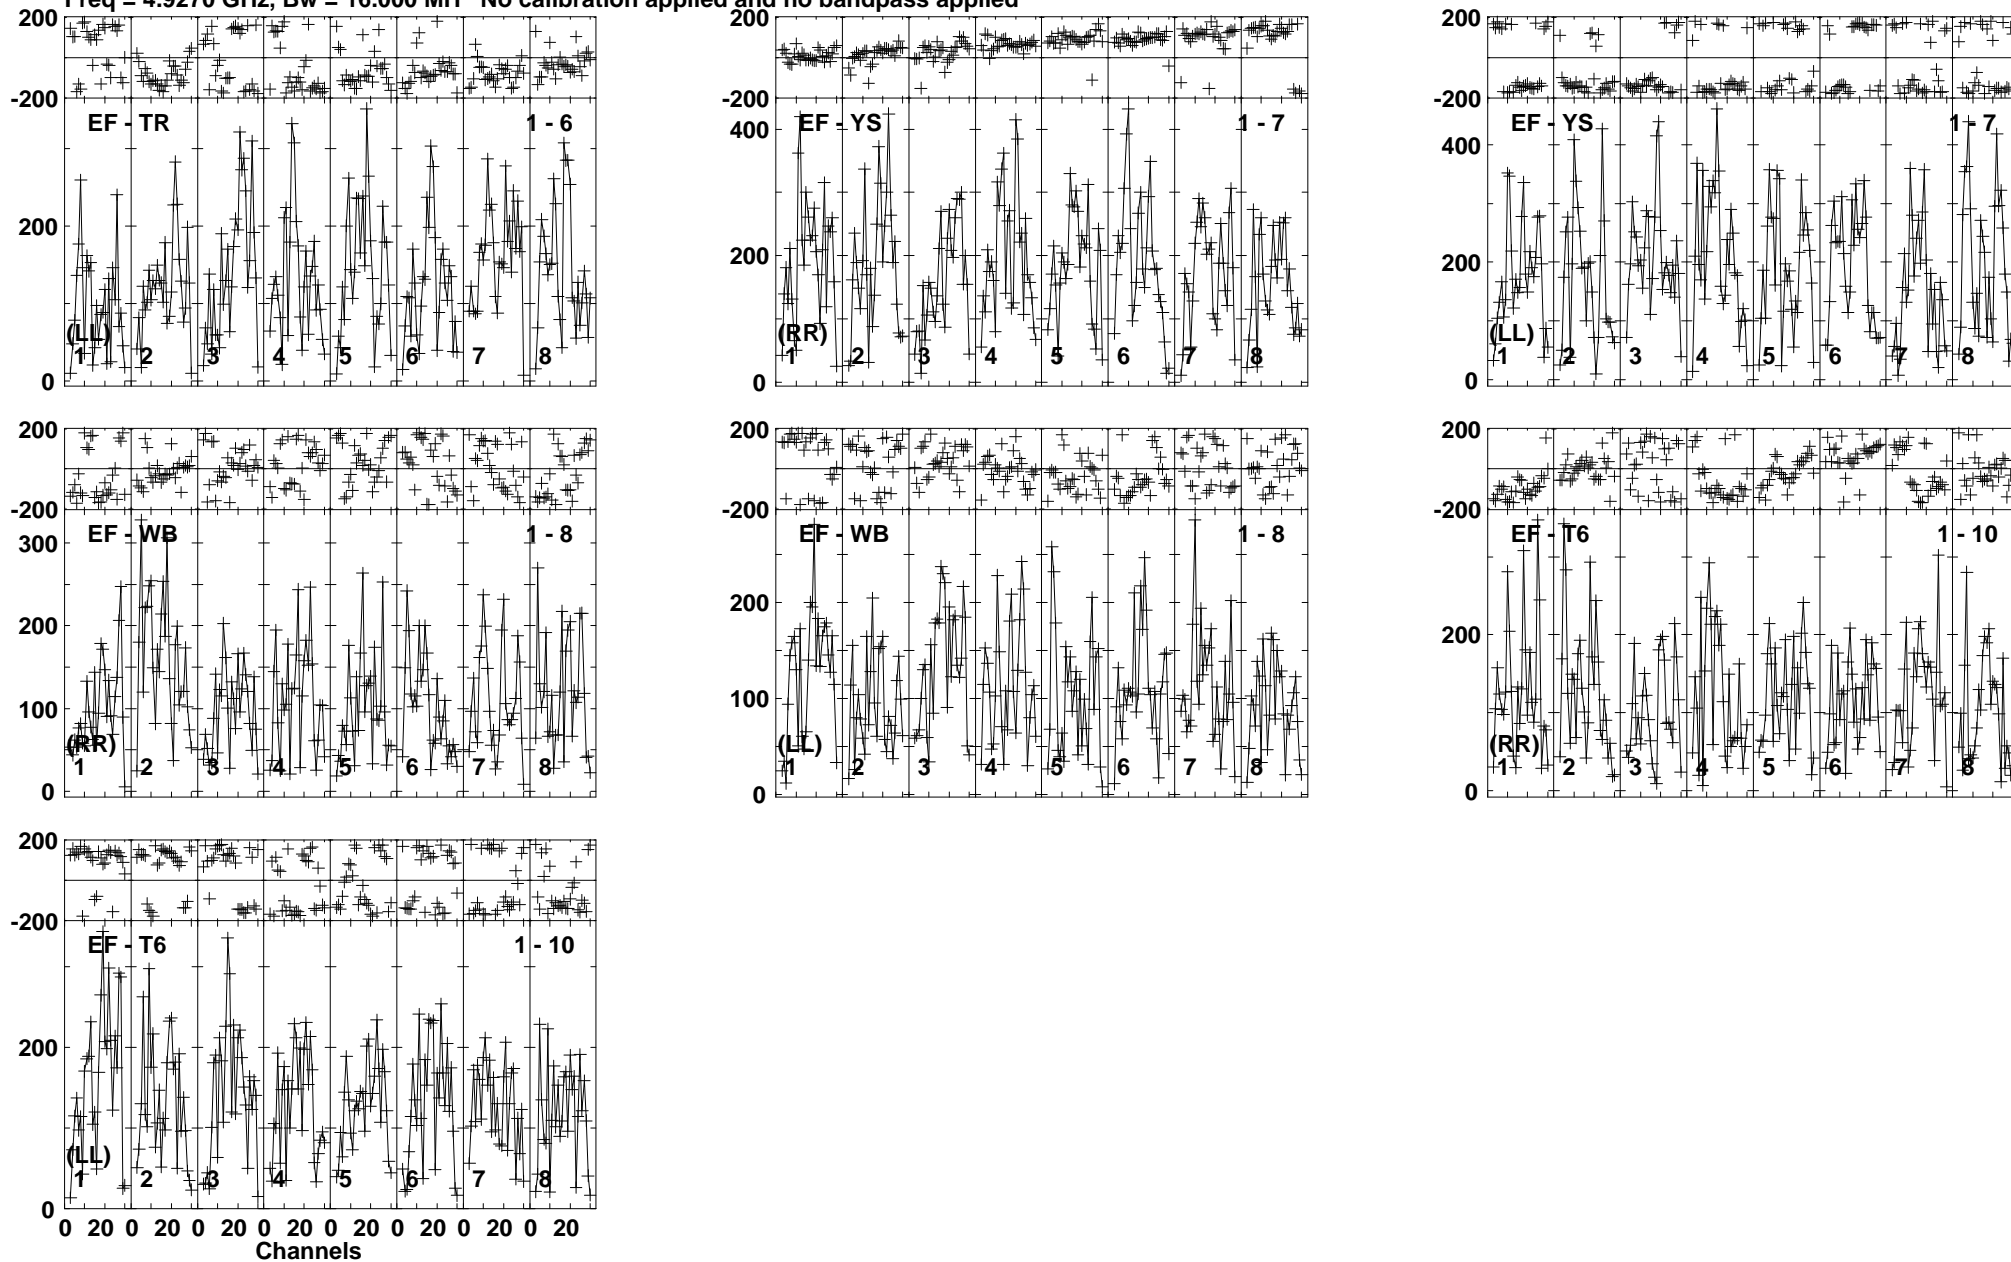 Freq = 4.9270 GHz, Bw = 16.000 MH No calibration applied and no bandpass applied
200 200 200
-200 -200 -200
EF - TR 1 - 6 EF - YS 1 - 7 EF - YS 1 - 7
400 400
200 200 200
(LL) (RR) (LL)
1 2 3 4 5 6 7 8 1 2 3 4 5 6 7 8 1 2 3 4 5 6 7 8
0 0 0
200 200 200
-200 -200 -200
EF - WB 1 - 8 EF - WB 1 - 8 EF - T6 1 - 10
300
200 200 200
100 100
(RR) (LL) (RR)
1 2 3 4 5 6 7 8 1 2 3 4 5 6 7 8 1 2 3 4 5 6 7 8
0 0 0
200
-200
EF - T6 1 - 10
200
(LL)
1 2 3 4 5 6 7 8
0
0 20 0 20 0 20 0 20 0 20 0 20 0 20 0 20
Channels